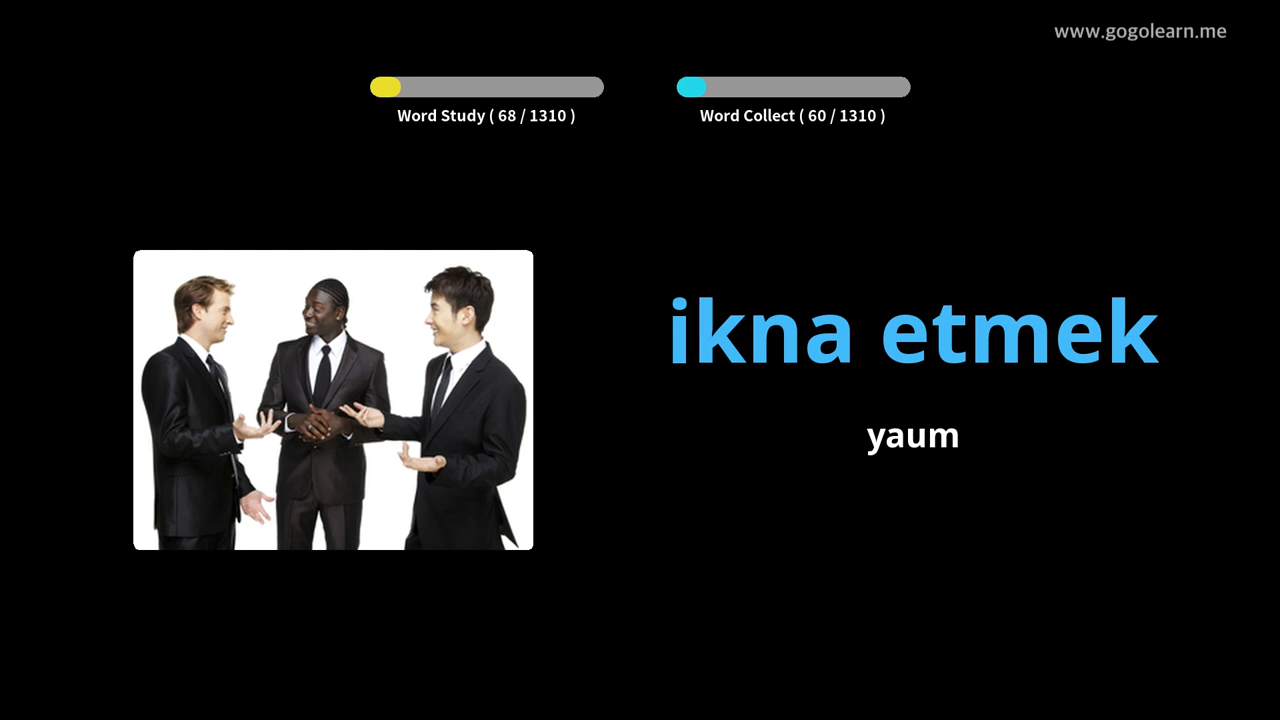 www.gogolearn.me
Word Study ( 68 / 1310 )
Word Collect ( 60 / 1310 )
ikna etmek
yaum